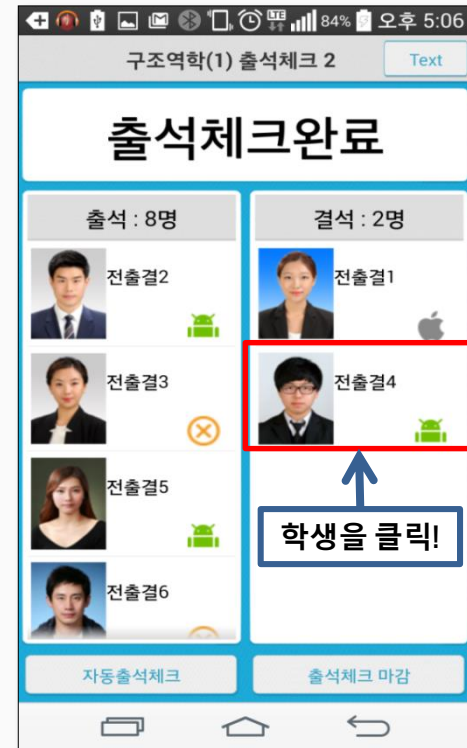 84% 오후 5:06
구조역학(1) 출석체크 2
Text
출석체크완료
출석 : 8명
결석 : 2명
전출결2
전출결1
전출결3
전출결4
전출결5
학생을 클릭!
전출결6
자동출석체크
출석체크 마감